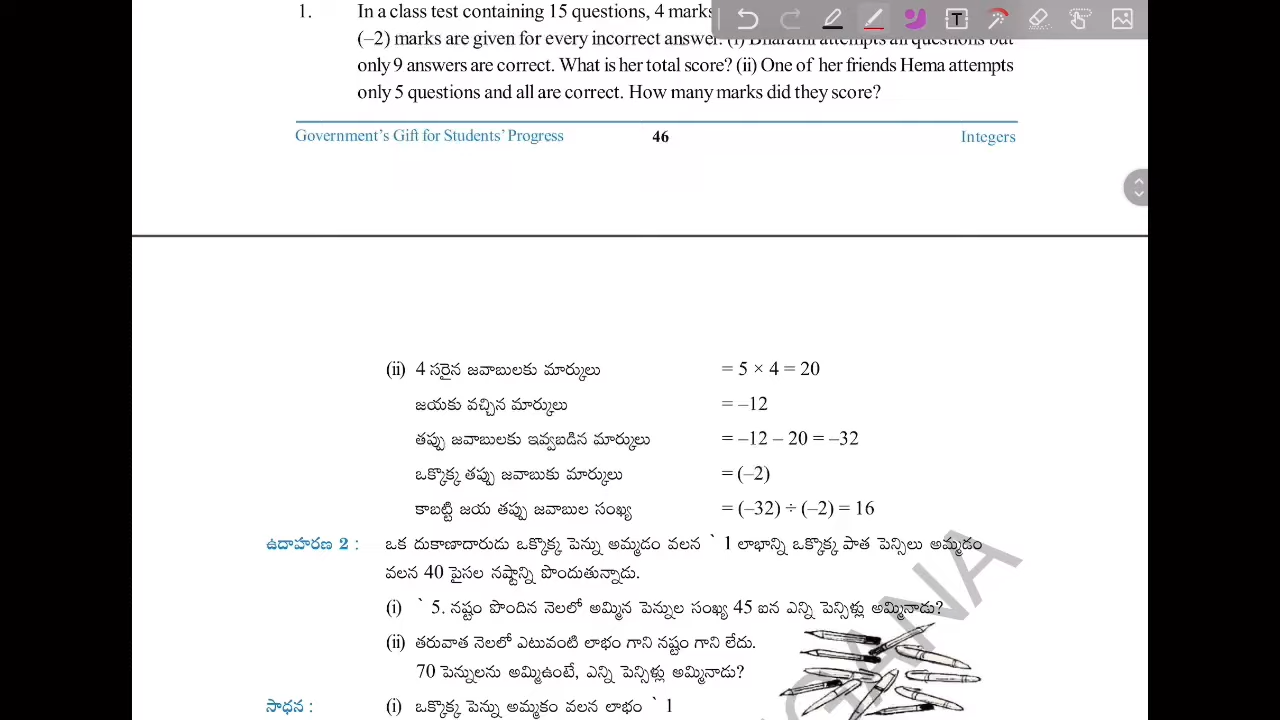 1. In a class test containing 15 questions, 4 marks
(–2) marks are given for every incorrect answer. (i) Bharathi attempts all questions but
only 9 answers are correct. What is her total score? (ii) One of her friends Hema attempts
only 5 questions and all are correct. How many marks did they score?
Government's Gift for Students' Progress 46 Integers
(ii) 4 సరైన జవాబులకు మార్కులు = 5 × 4 = 20
జయకు వచ్చిన మార్కులు = –12
తప్పు జవాబులకు ఇవ్వబడిన మార్కులు = –12 – 20 = –32
ఒక్కొక్క తప్పు జవాబుకు మార్కులు = (–2)
కాబట్టి జయ తప్పు జవాబుల సంఖ్య = (–32) ÷ (–2) = 16
ఉదాహరణ 2 : ఒక దుకాణాదారుడు ఒక్కొక్క పెన్ను అమ్మడం వలన ` 1 లాభాన్ని ఒక్కొక్క పాత పెన్సిలు అమ్మడం
వలన 40 పైసల నష్టాన్ని పొందుతున్నాడు.
(i) ` 5. నష్టం పొందిన నెలలో అమ్మిన పెన్నుల సంఖ్య 45 ఐన ఎన్ని పెన్సిళ్లు అమ్మినాడు?
(ii) తరువాత నెలలో ఎటువంటి లాభం గాని నష్టం గాని లేదు.
70 పెన్నులను అమ్మిఉంటే, ఎన్ని పెన్సిళ్లు అమ్మినాడు?
సాధన : (i) ఒక్కొక్క పెన్ను అమ్మకం వలన లాభం ` 1